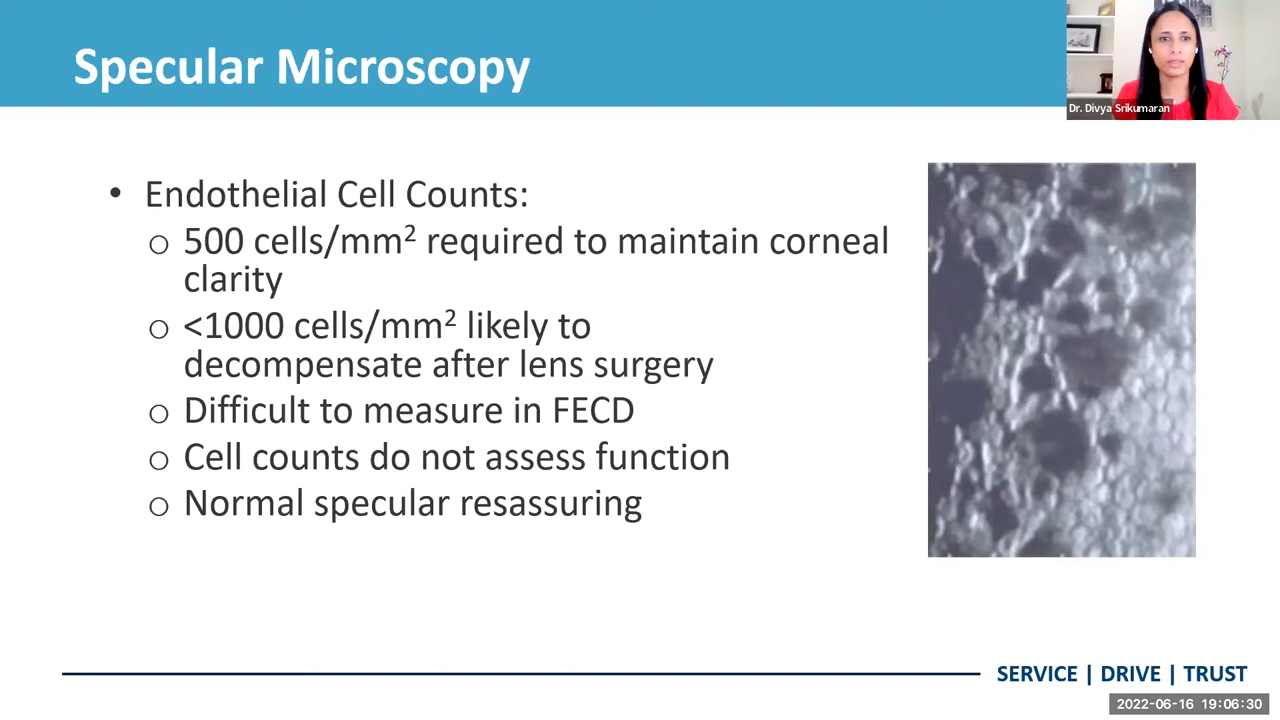 Specular Microscopy
Dr. Divya Srikumaran
• Endothelial Cell Counts:
o 500 cells/mm² required to maintain corneal
clarity
o <1000 cells/mm² likely to
decompensate after lens surgery
o Difficult to measure in FECD
o Cell counts do not assess function
o Normal specular resassuring
SERVICE | DRIVE | TRUST
2022-06-16 19:06:30